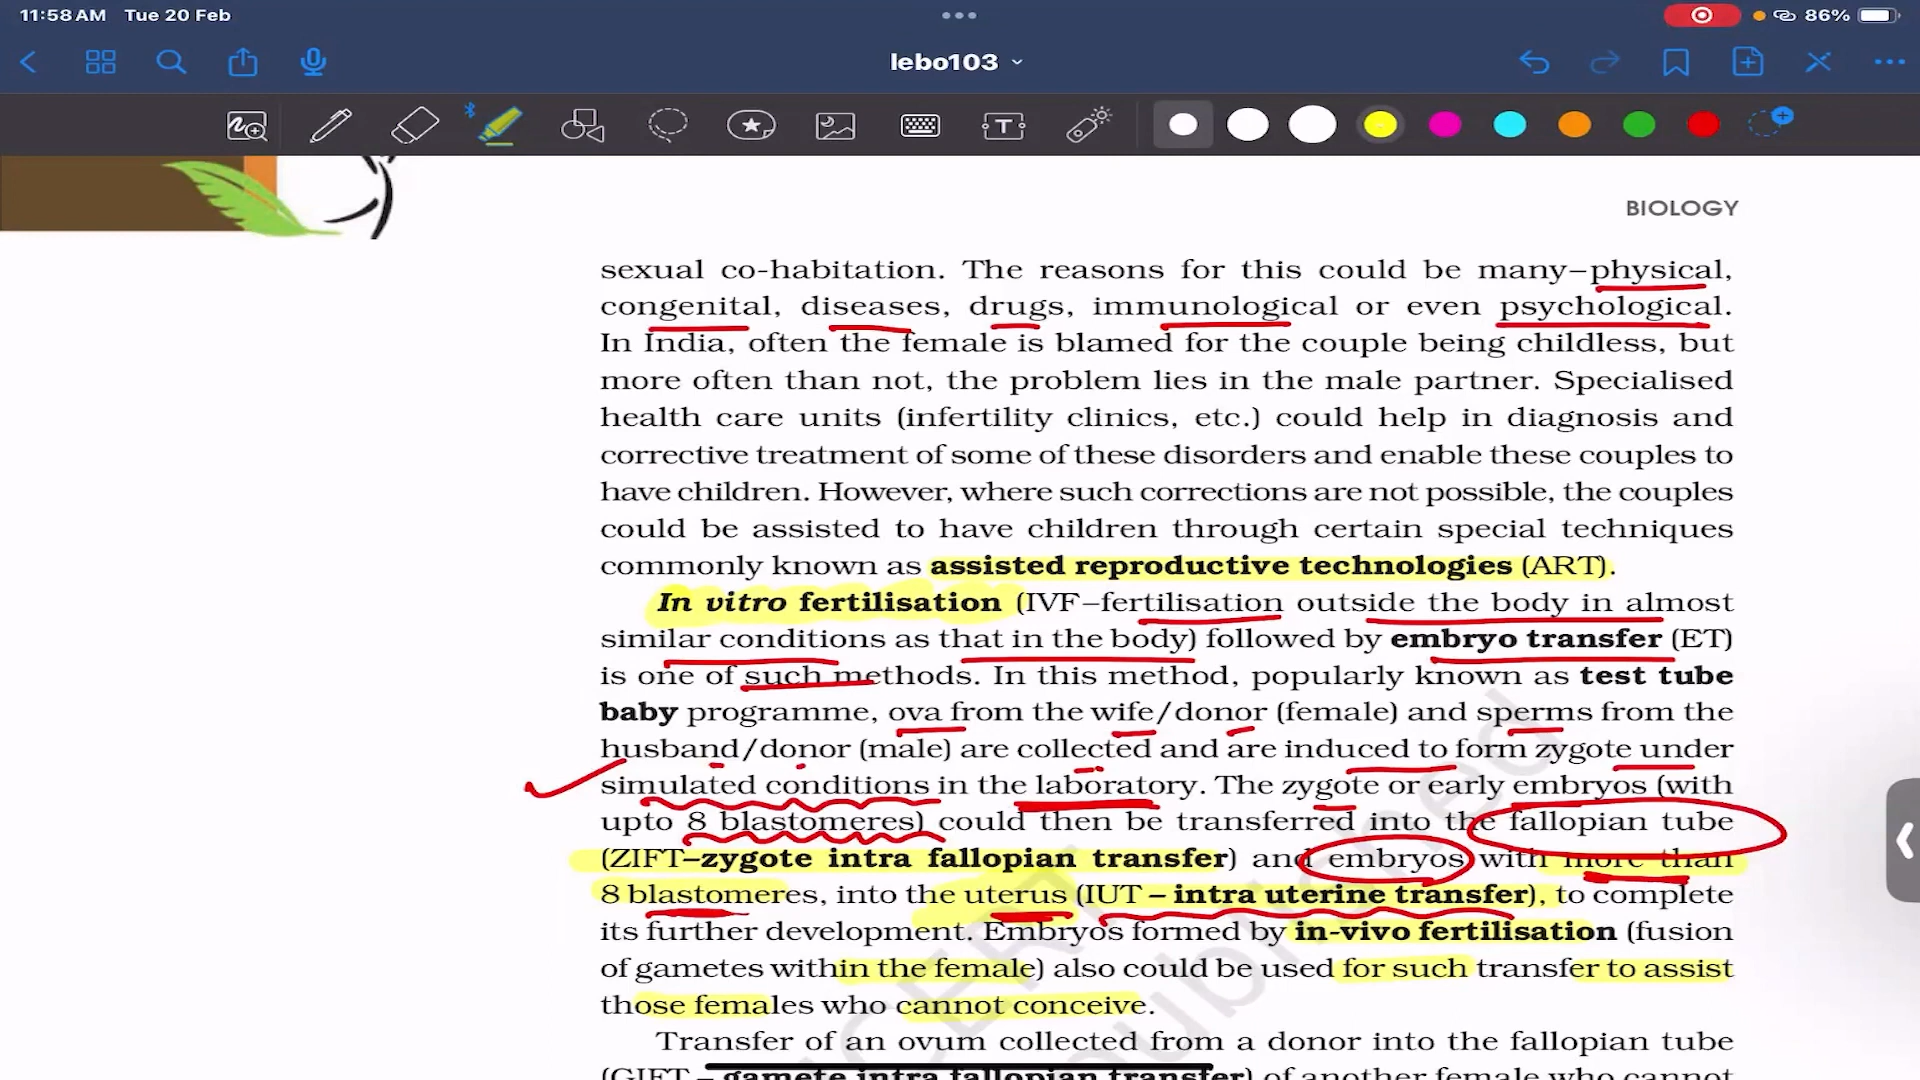 11:58 AM Tue 20 Feb
86%
lebo103
BIOLOGY
sexual co-habitation. The reasons for this could be many–physical,
congenital, diseases, drugs, immunological or even psychological.
In India, often the female is blamed for the couple being childless, but
more often than not, the problem lies in the male partner. Specialised
health care units (infertility clinics, etc.) could help in diagnosis and
corrective treatment of some of these disorders and enable these couples to
have children. However, where such corrections are not possible, the couples
could be assisted to have children through certain special techniques
commonly known as assisted reproductive technologies (ART).
In vitro fertilisation (IVF–fertilisation outside the body in almost
similar conditions as that in the body) followed by embryo transfer (ET)
is one of such methods. In this method, popularly known as test tube
baby programme, ova from the wife/donor (female) and sperms from the
husband/donor (male) are collected and are induced to form zygote under
simulated conditions in the laboratory. The zygote or early embryos (with
upto 8 blastomeres) could then be transferred into the fallopian tube
(ZIFT–zygote intra fallopian transfer) and embryos with more than
8 blastomeres, into the uterus (IUT – intra uterine transfer), to complete
its further development. Embryos formed by in-vivo fertilisation (fusion
of gametes within the female) also could be used for such transfer to assist
those females who cannot conceive.
Transfer of an ovum collected from a donor into the fallopian tube
(GIFT – gamete intra fallopian transfer) of another female who cannot